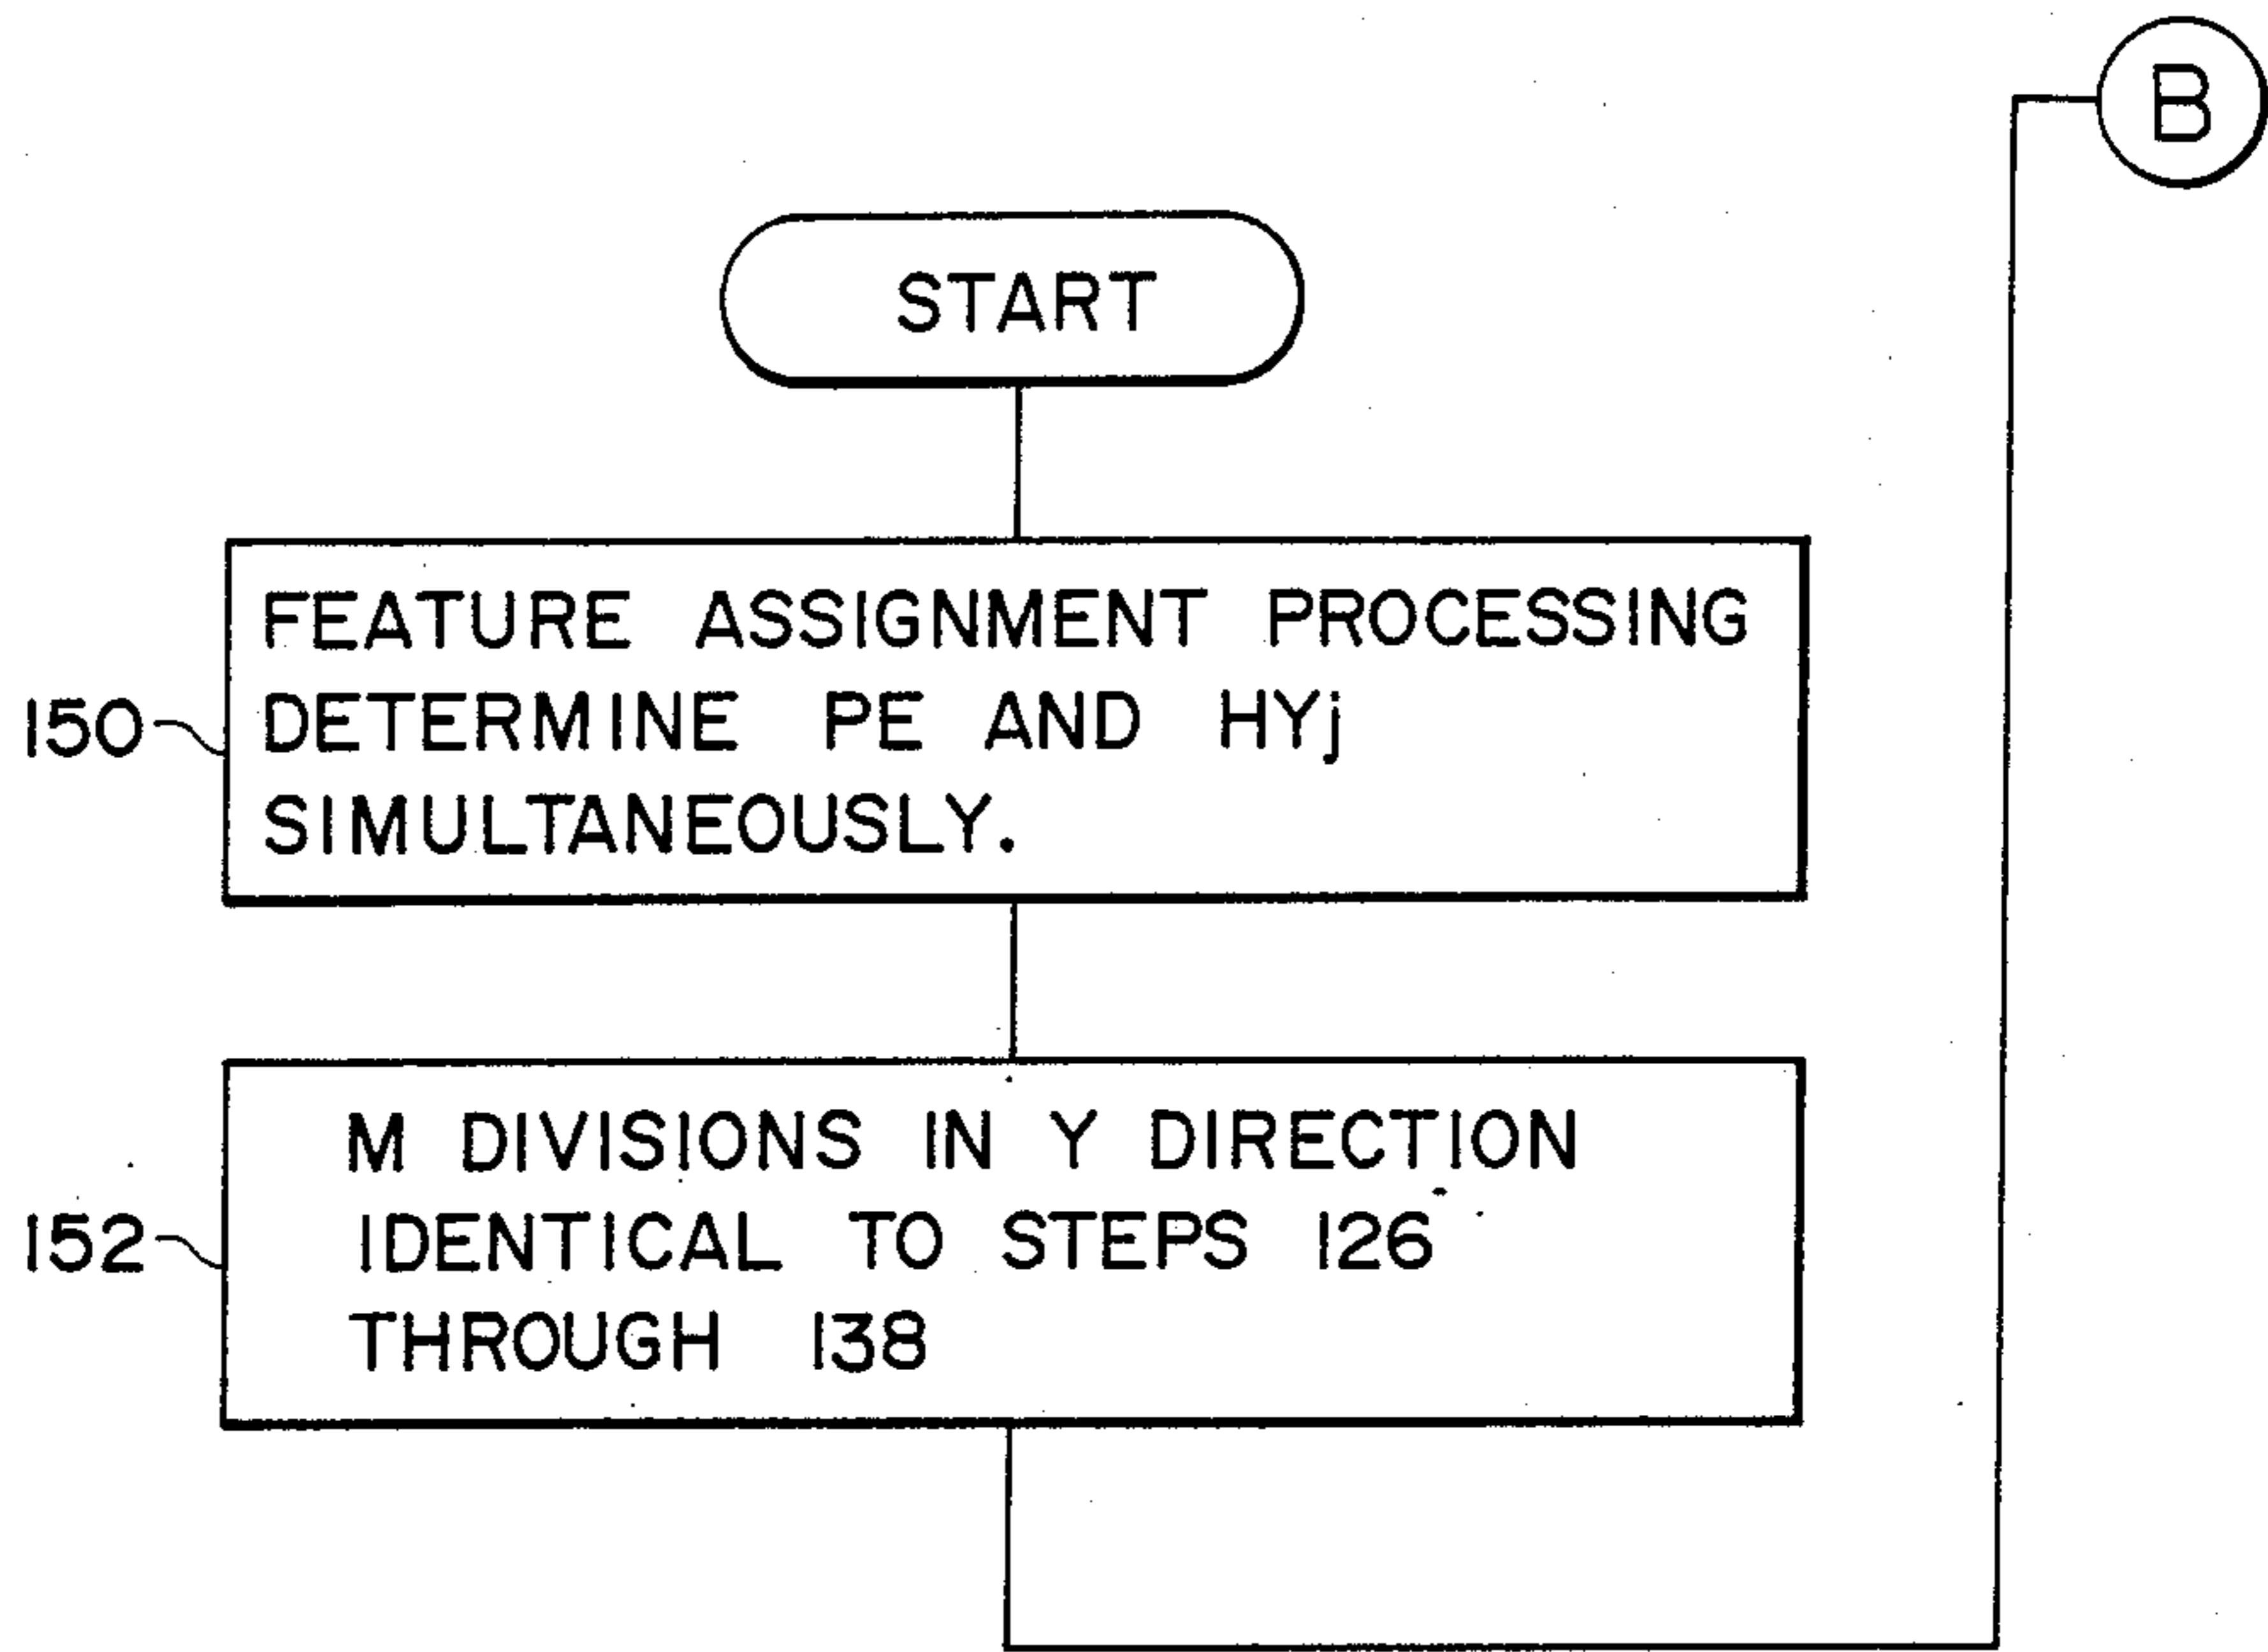 B
START
FEATURE ASSIGNMENT PROCESSING
150
DETERMINE PE AND HYj
SIMULTANEOUSLY.
M DIVISIONS IN Y DIRECTION
152
IDENTICAL TO STEPS 126
THROUGH 138